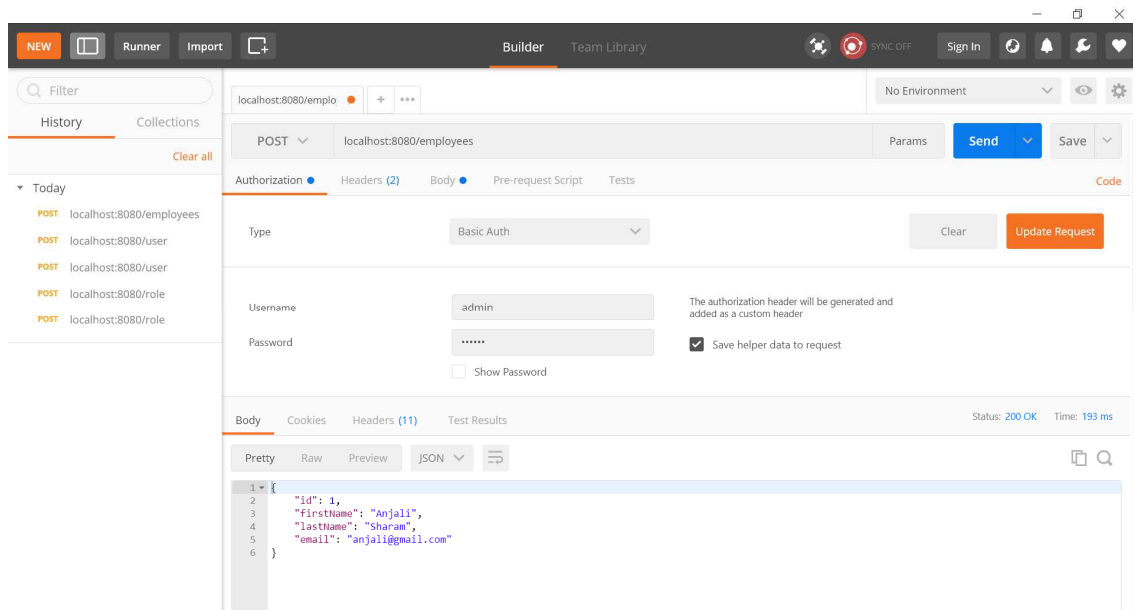 NEW Runner Import Builder Team Library SYNC OFF Sign In
Filter
History Collections
Clear all
Today
POST localhost:8080/employees
POST localhost:8080/user
POST localhost:8080/user
POST localhost:8080/role
POST localhost:8080/role
localhost:8080/emplo + ••• No Environment
POST localhost:8080/employees Params Send Save
Authorization Headers (2) Body Pre-request Script Tests Code
Type Basic Auth Clear Update Request
Username admin The authorization header will be generated and
added as a custom header
Password •••••• Save helper data to request
Show Password
Body Cookies Headers (11) Test Results Status: 200 OK Time: 193 ms
Pretty Raw Preview JSON
1 {
2 "id": 1,
3 "firstName": "Anjali",
4 "lastName": "Sharam",
5 "email": "anjali@gmail.com"
6 }